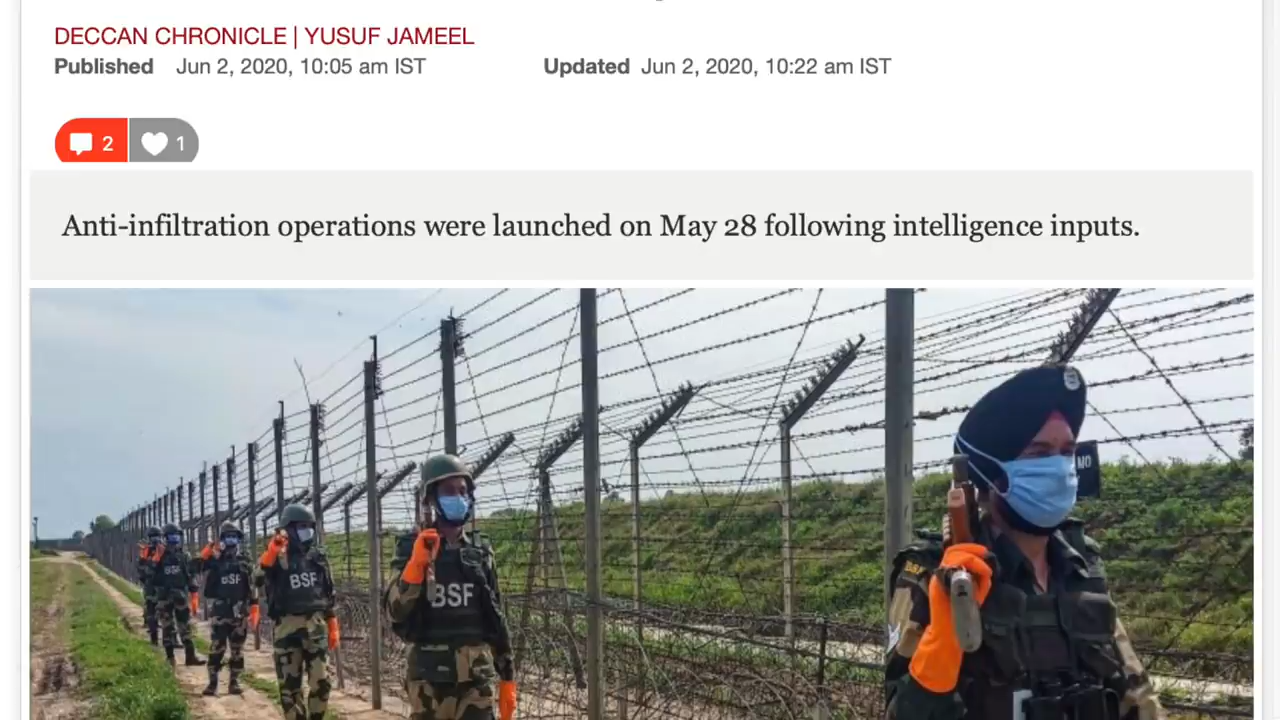 DECCAN CHRONICLE | YUSUF JAMEEL
Published Jun 2, 2020, 10:05 am IST Updated Jun 2, 2020, 10:22 am IST
2 1
Anti-infiltration operations were launched on May 28 following intelligence inputs.
BSF
BSF
BSF